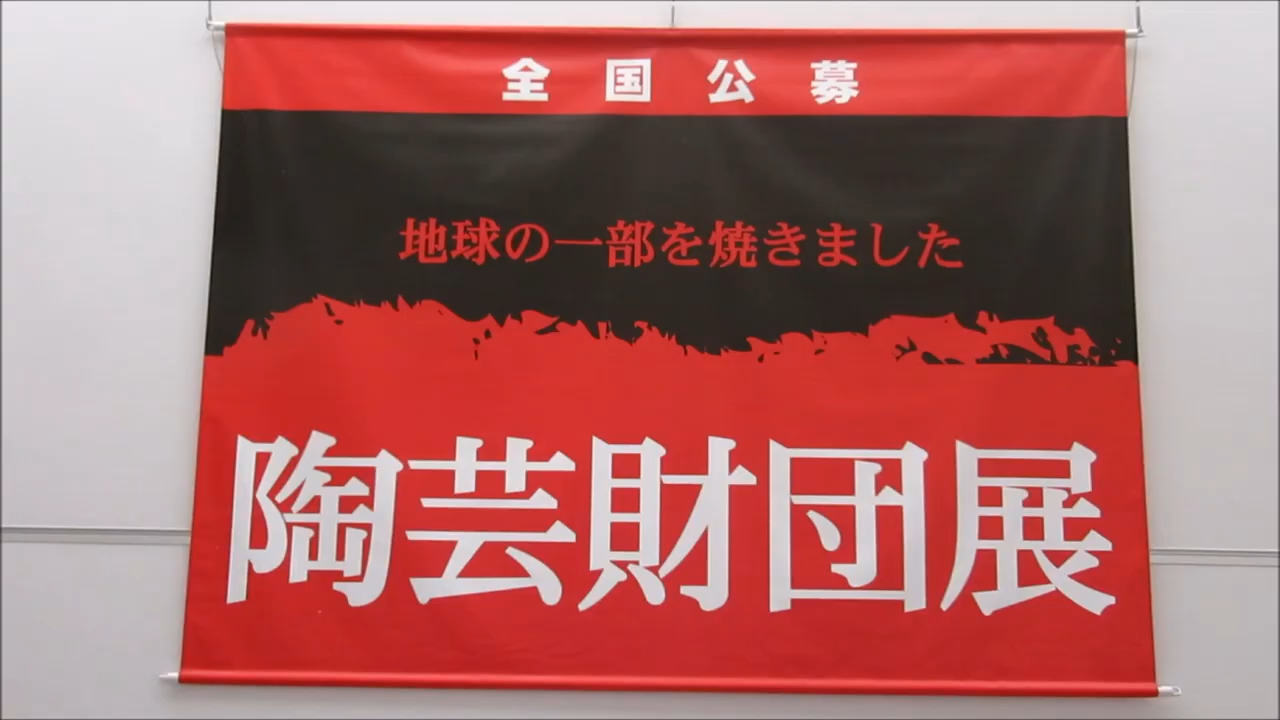 全国公募
地球の一部を焼きました
陶芸財団展